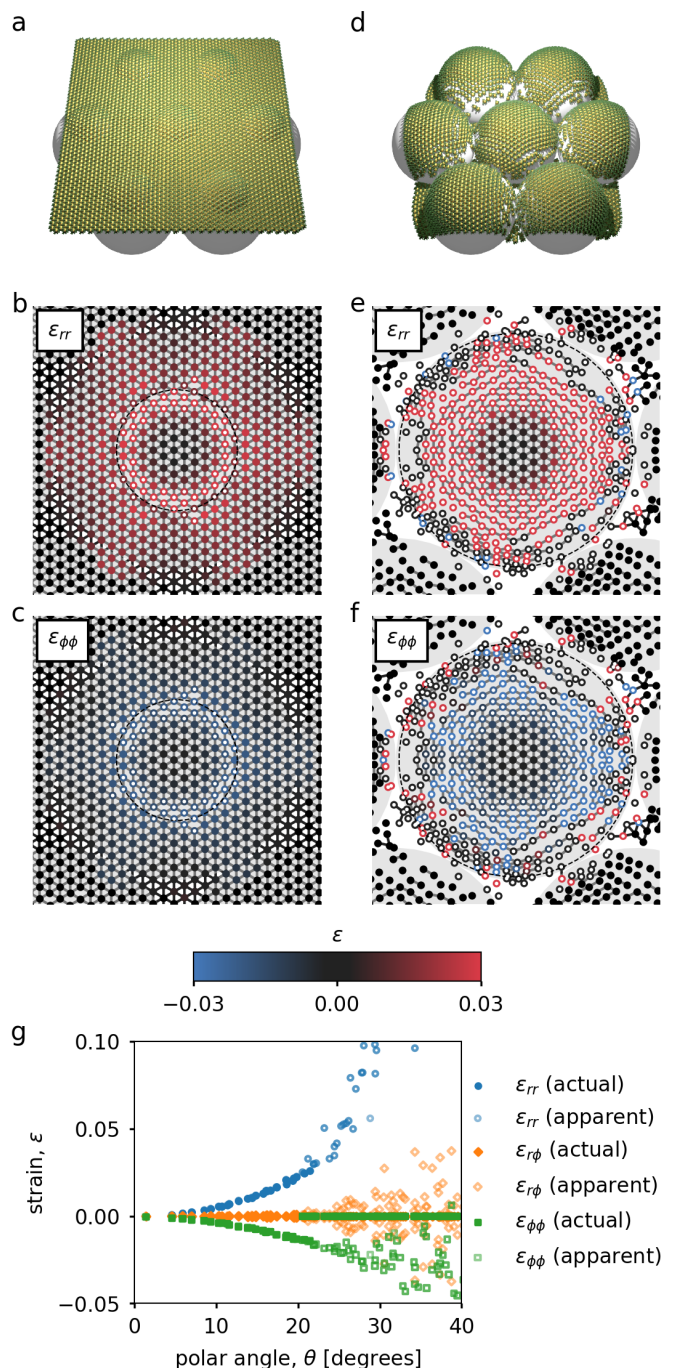 a
d
b
ε_rr
e
ε_rr
c
ε_ϕϕ
f
ε_ϕϕ
ε
−0.03 0.00 0.03
g
0.10
0.05
0.00
−0.05
strain, ε
0 10 20 30 40
polar angle, θ [degrees]
ε_rr (actual)
ε_rr (apparent)
ε_rϕ (actual)
ε_rϕ (apparent)
ε_ϕϕ (actual)
ε_ϕϕ (apparent)